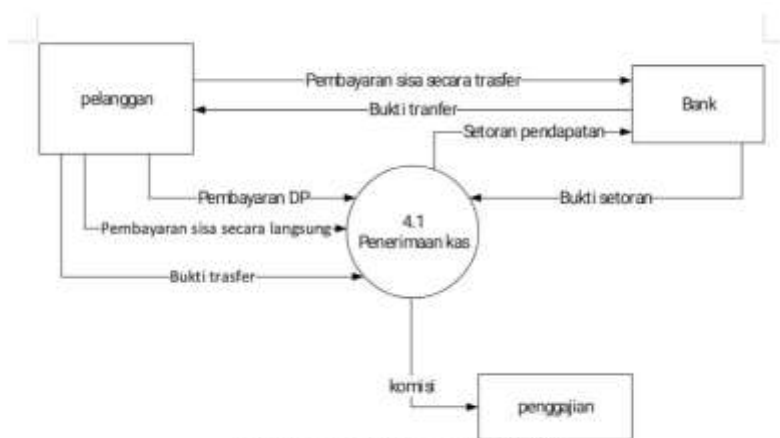 pelanggan
Pembayaran sisa secara trasfer
Bank
Bukti tranfer
Setoran pendapatan
Pembayaran DP
Bukti setoran
4.1
Penerimaan kas
Pembayaran sisa secara langsung
Bukti trasfer
komisi
penggajian